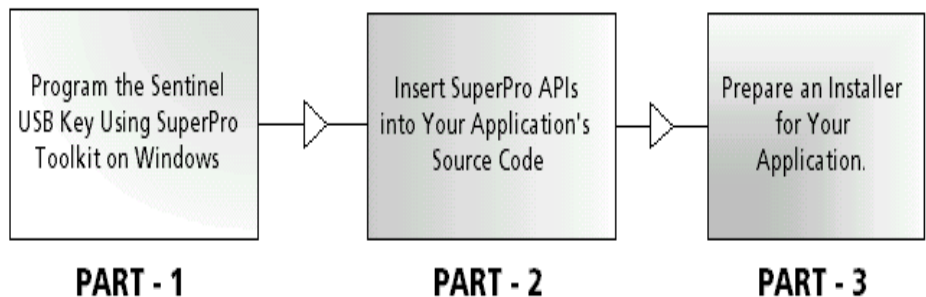 Program the Sentinel
USB Key Using SuperPro
Toolkit on Windows
Insert SuperPro APIs
into Your Application's
Source Code
Prepare an Installer
for Your
Application.
PART - 1
PART - 2
PART - 3